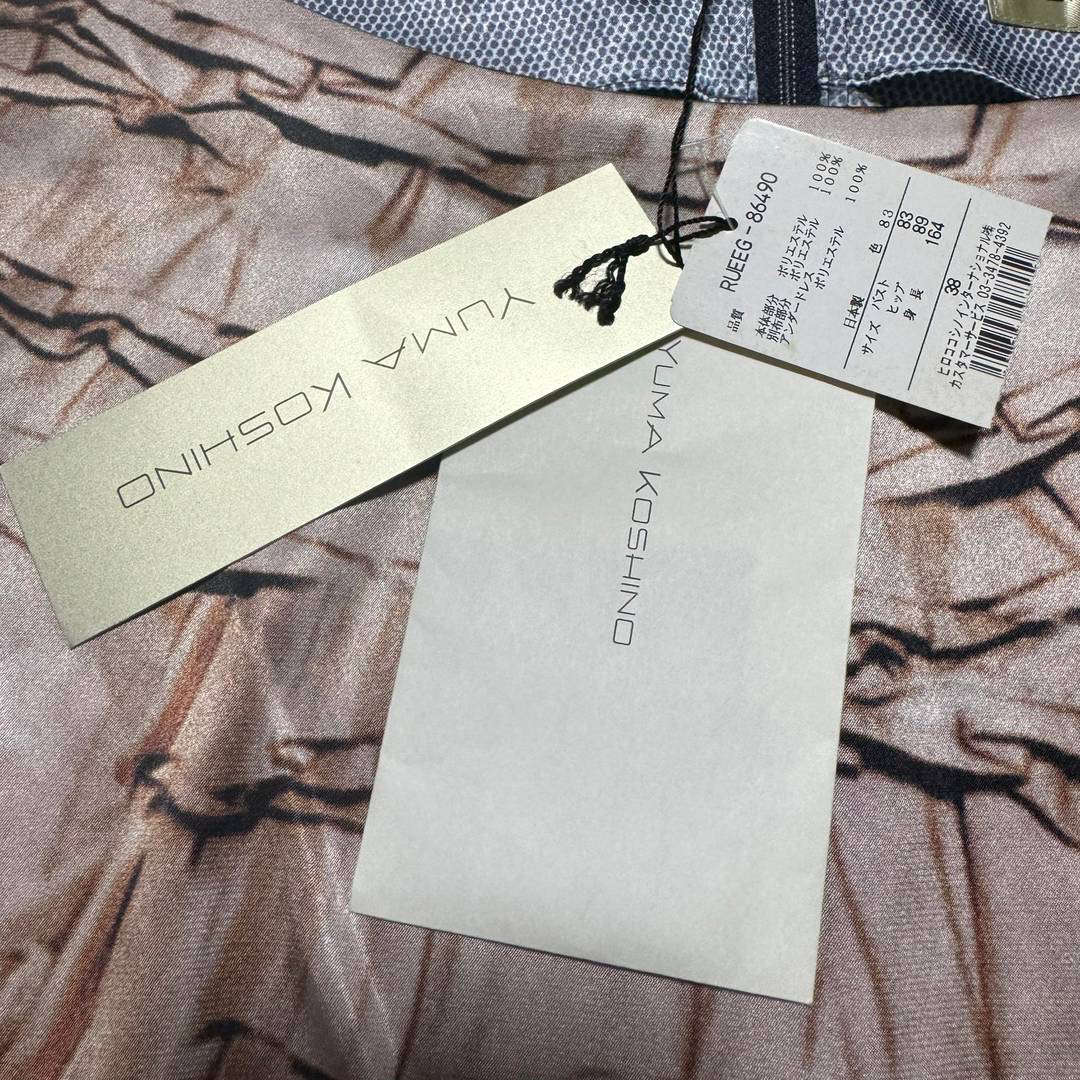 YUMA KOSHINO
YUMA KOSHINO
RUEEG-86490
品質
本体部分 ポリエステル 100%
別布部分 ポリエステル 100%
アンダードレス ポリエステル 100%
日本製 色 83
サイズ バスト 83
ヒップ 89
身長 164
38
ヒロココシノインターナショナル㈱
カスタマーサービス 03-3478-4392